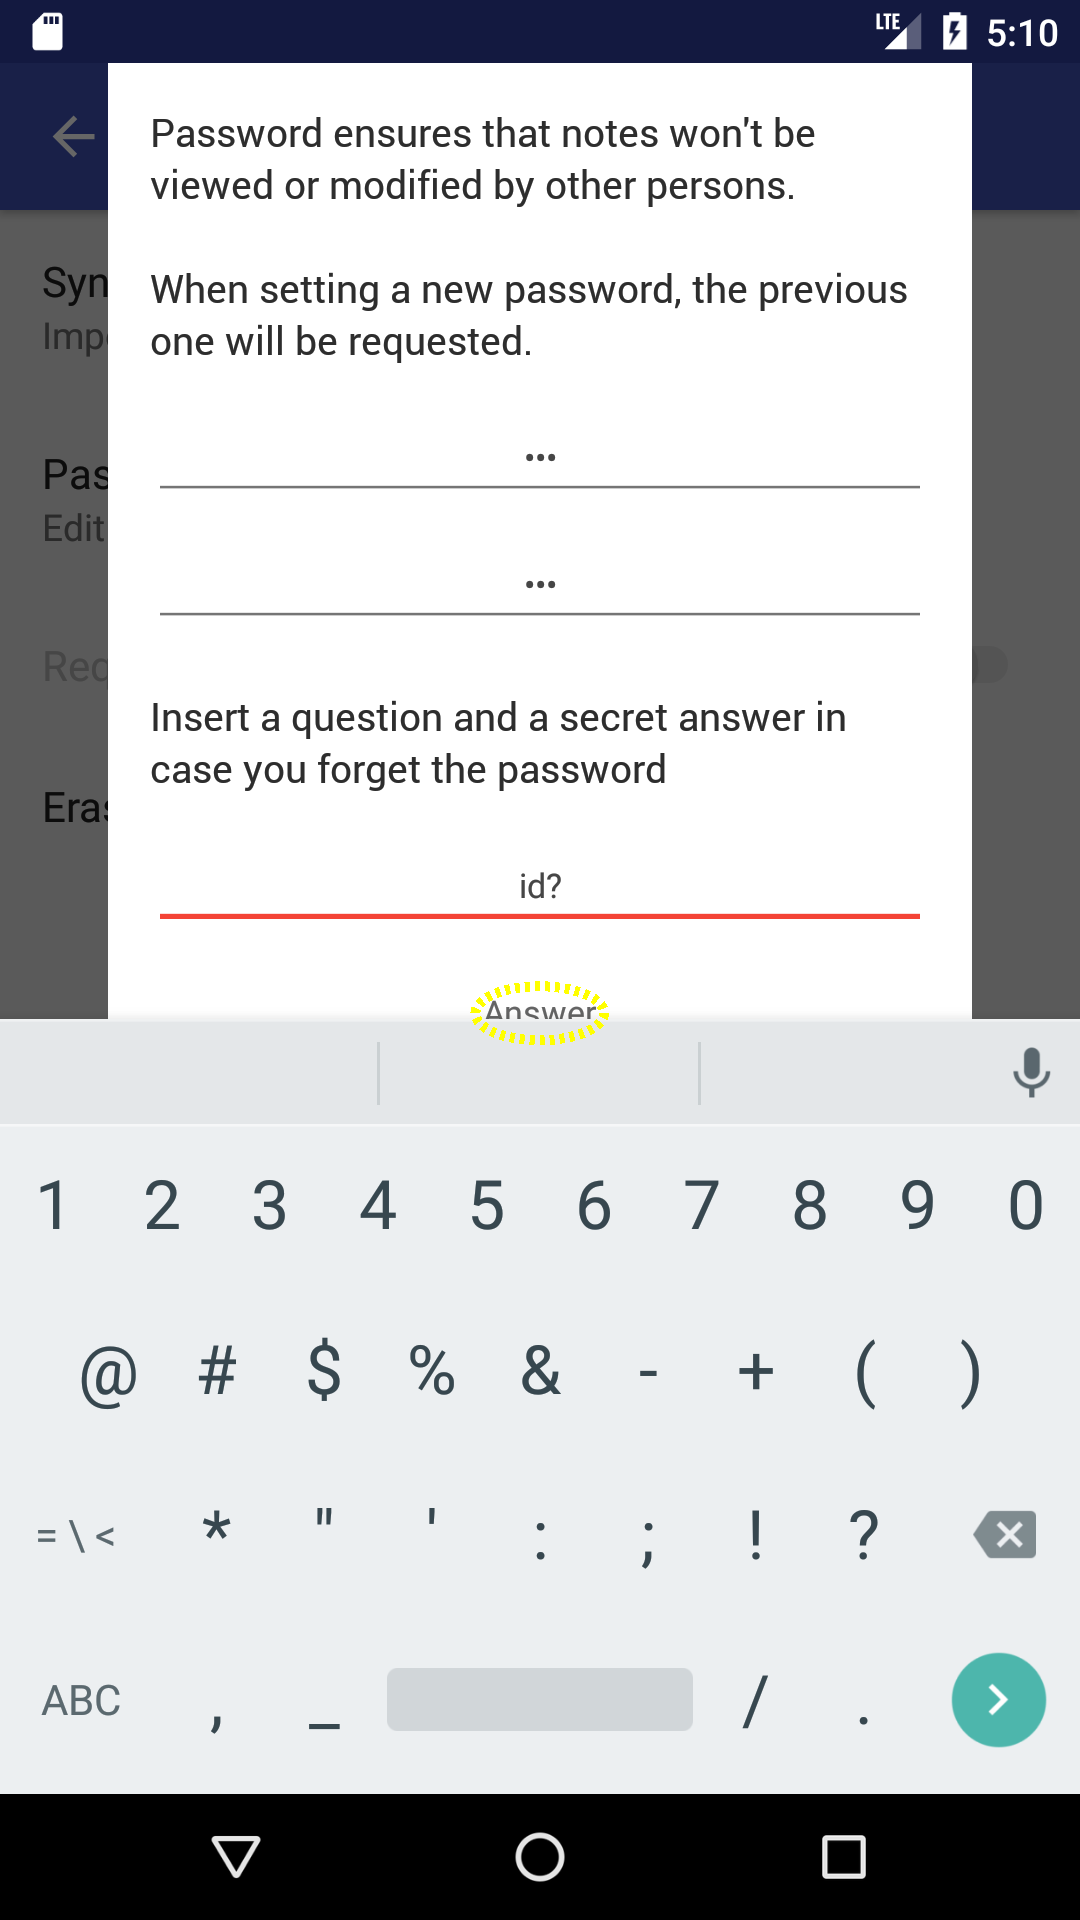 LTE 5:10
Password ensures that notes won't be
viewed or modified by other persons.
When setting a new password, the previous
one will be requested.
Syn
Imp
•••
Pas
Edit
•••
Req
Insert a question and a secret answer in
case you forget the password
Eras
id?
Answer
1 2 3 4 5 6 7 8 9 0
@ # $ % & - + ( )
= \ < * " ' : ; ! ?
ABC , _ / .